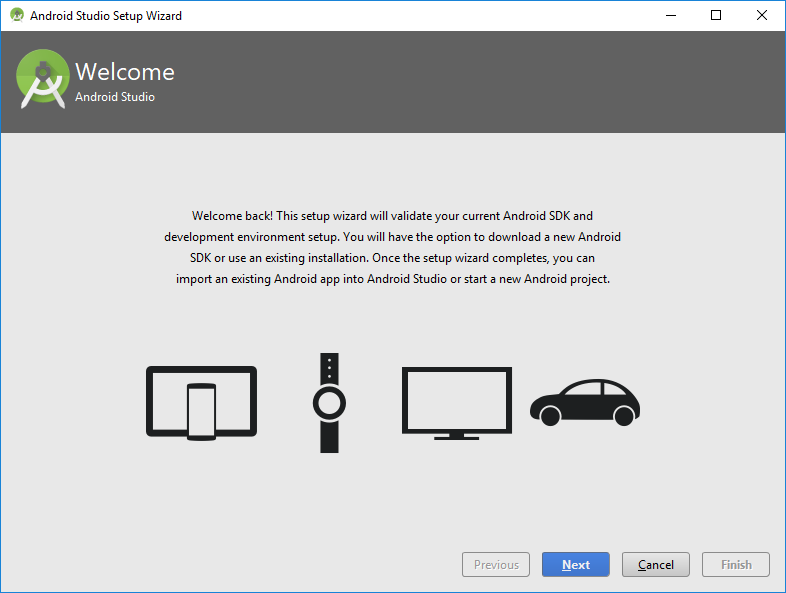 Android Studio Setup Wizard
Welcome
Android Studio
Welcome back! This setup wizard will validate your current Android SDK and
development environment setup. You will have the option to download a new Android
SDK or use an existing installation. Once the setup wizard completes, you can
import an existing Android app into Android Studio or start a new Android project.
Previous Next Cancel Finish